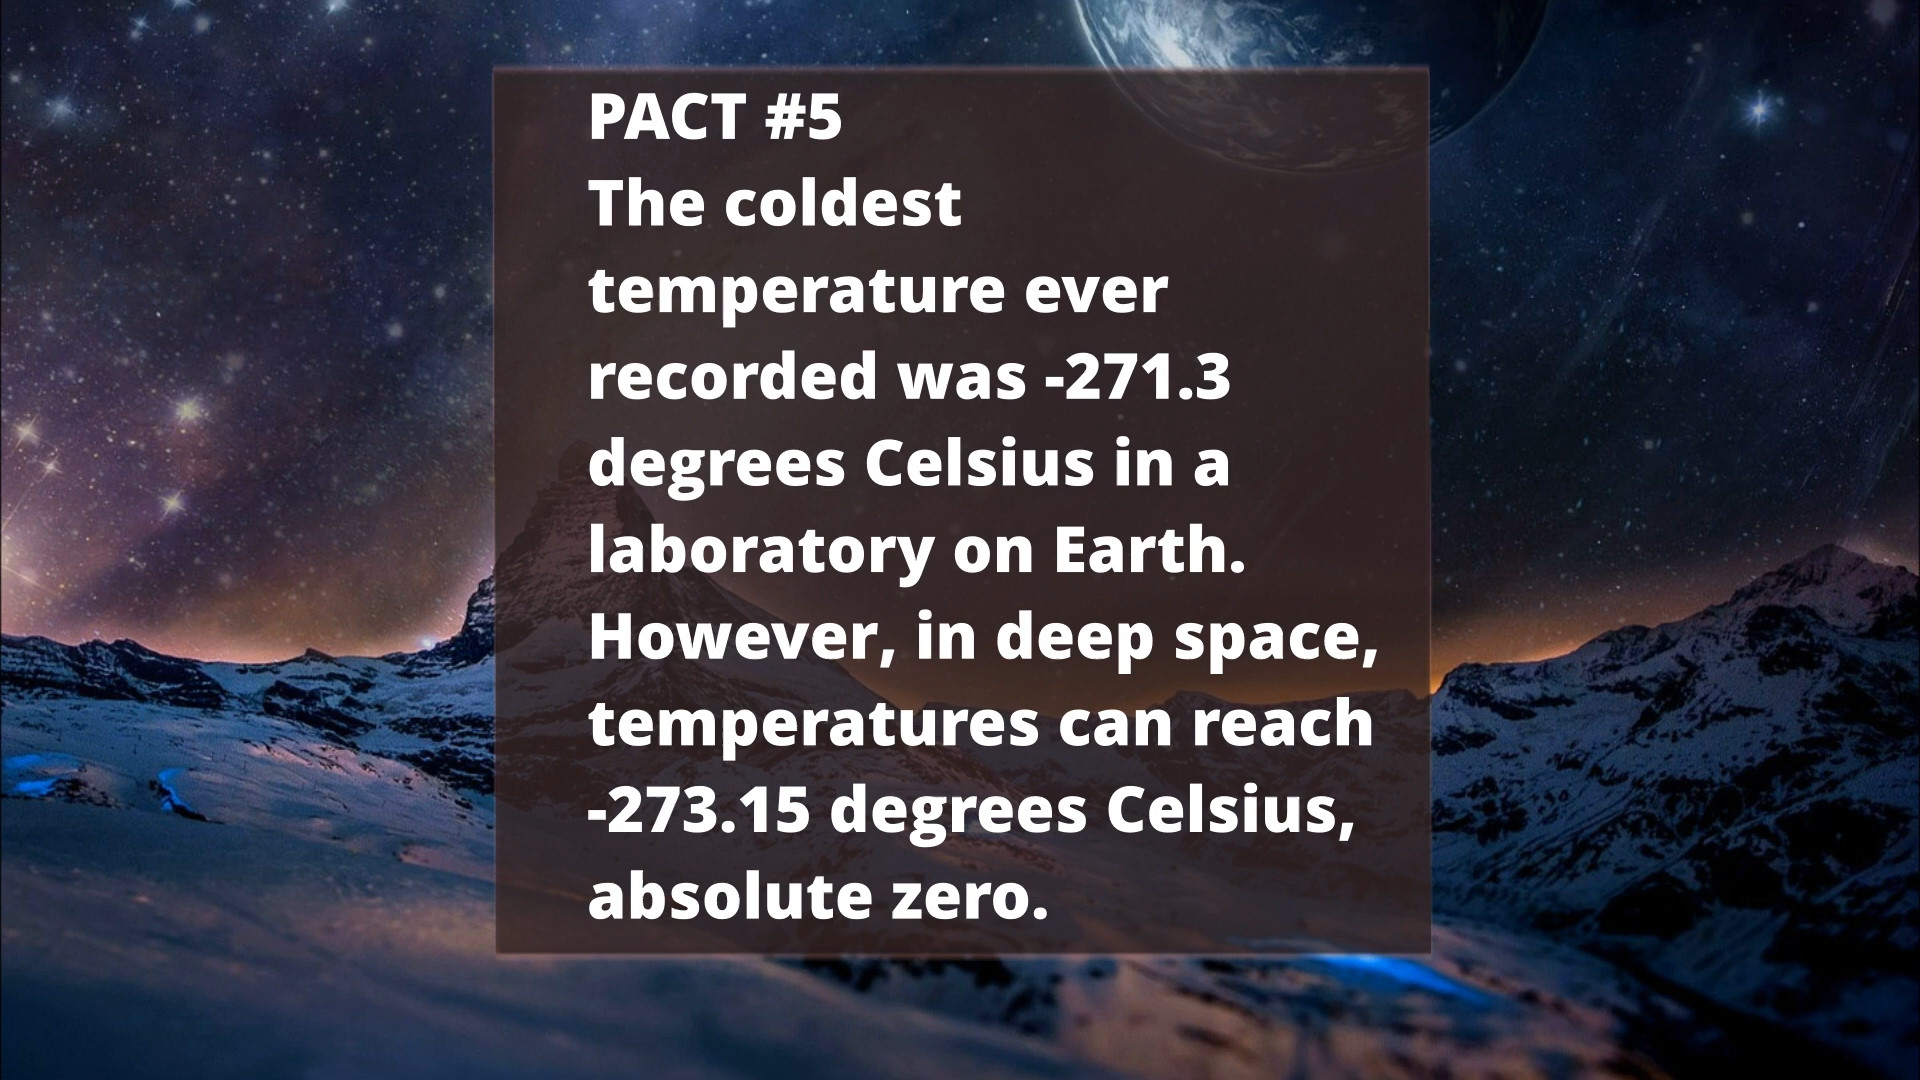 PACT #5
The coldest
temperature ever
recorded was -271.3
degrees Celsius in a
laboratory on Earth.
However, in deep space,
temperatures can reach
-273.15 degrees Celsius,
absolute zero.